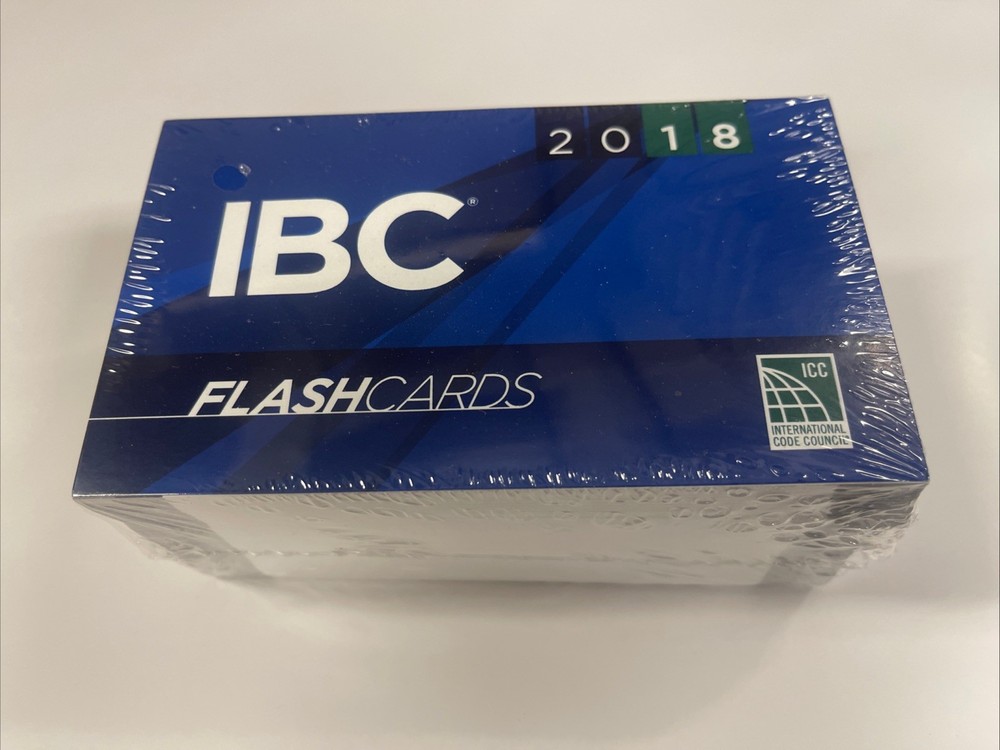 2018
IBC®
FLASHCARDS
ICC
INTERNATIONAL
CODE COUNCIL